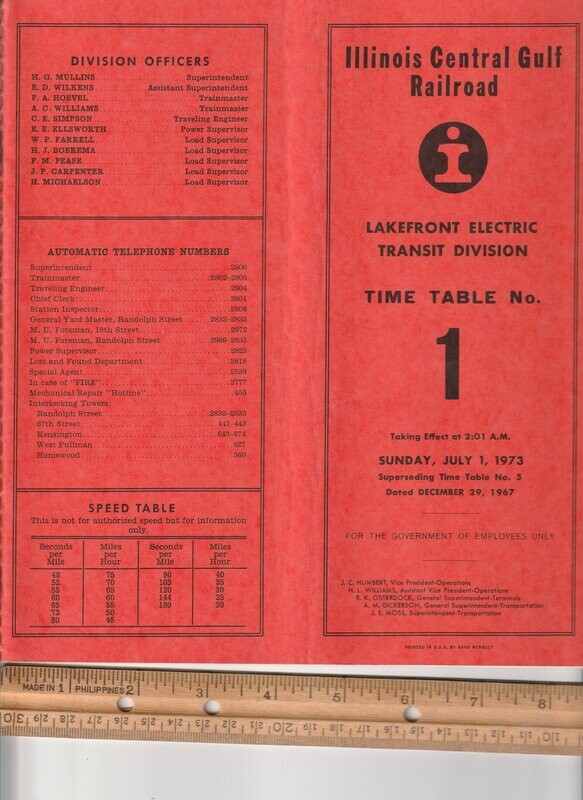 DIVISION OFFICERS
H. G. MULLINS Superintendent
E. D. WILKENS Assistant Superintendent
F. A. HOEVEL Trainmaster
A. C. WILLIAMS Trainmaster
C. E. SIMPSON Traveling Engineer
E. E. ELLSWORTH Power Supervisor
W. P. FARRELL Load Supervisor
H. J. BOEREMA Load Supervisor
F. M. PEASE Load Supervisor
J. P. CARPENTER Load Supervisor
H. MICHAELSON Load Supervisor
AUTOMATIC TELEPHONE NUMBERS
Superintendent 2800
Trainmaster 2802-2803
Traveling Engineer 2804
Chief Clerk 2801
Station Inspector 2806
General Yard Master, Randolph Street 2832-2833
M. U. Foreman, 18th Street 2972
M. U. Foreman, Randolph Street 2969-2835
Power Supervisor 2825
Lost and Found Department 2818
Special Agent 2539
In case of "FIRE" 2777
Mechanical Repair "Hotline" 455
Interlocking Towers:
Randolph Street 2832-2833
67th Street 441-443
Kensington 643-674
West Pullman 627
Homewood 360
SPEED TABLE
This is not for authorized speed but for information
only.
Seconds per Mile Miles per Hour Seconds per Mile Miles per Hour
48 75 90 40
52 70 103 35
55 65 120 30
60 60 144 25
65 55 180 20
72 50
80 45
Illinois Central Gulf
Railroad
i
LAKEFRONT ELECTRIC
TRANSIT DIVISION
TIME TABLE No.
1
Taking Effect at 2:01 A.M.
SUNDAY, JULY 1, 1973
Superseding Time Table No. 5
Dated DECEMBER 29, 1967
FOR THE GOVERNMENT OF EMPLOYEES ONLY
J. C. HUMBERT, Vice President-Operations
H. L. WILLIAMS, Assistant Vice President-Operations
R. K. OSTERDOCK, General Superintendent-Terminals
A. M. DICKERSON, General Superintendent-Transportation
J. E. MOSS, Superintendent-Transportation
PRINTED IN U.S.A. BY RAND MCNALLY
MADE IN 1 PHILIPPINES 2 3 4 5 6 7 8